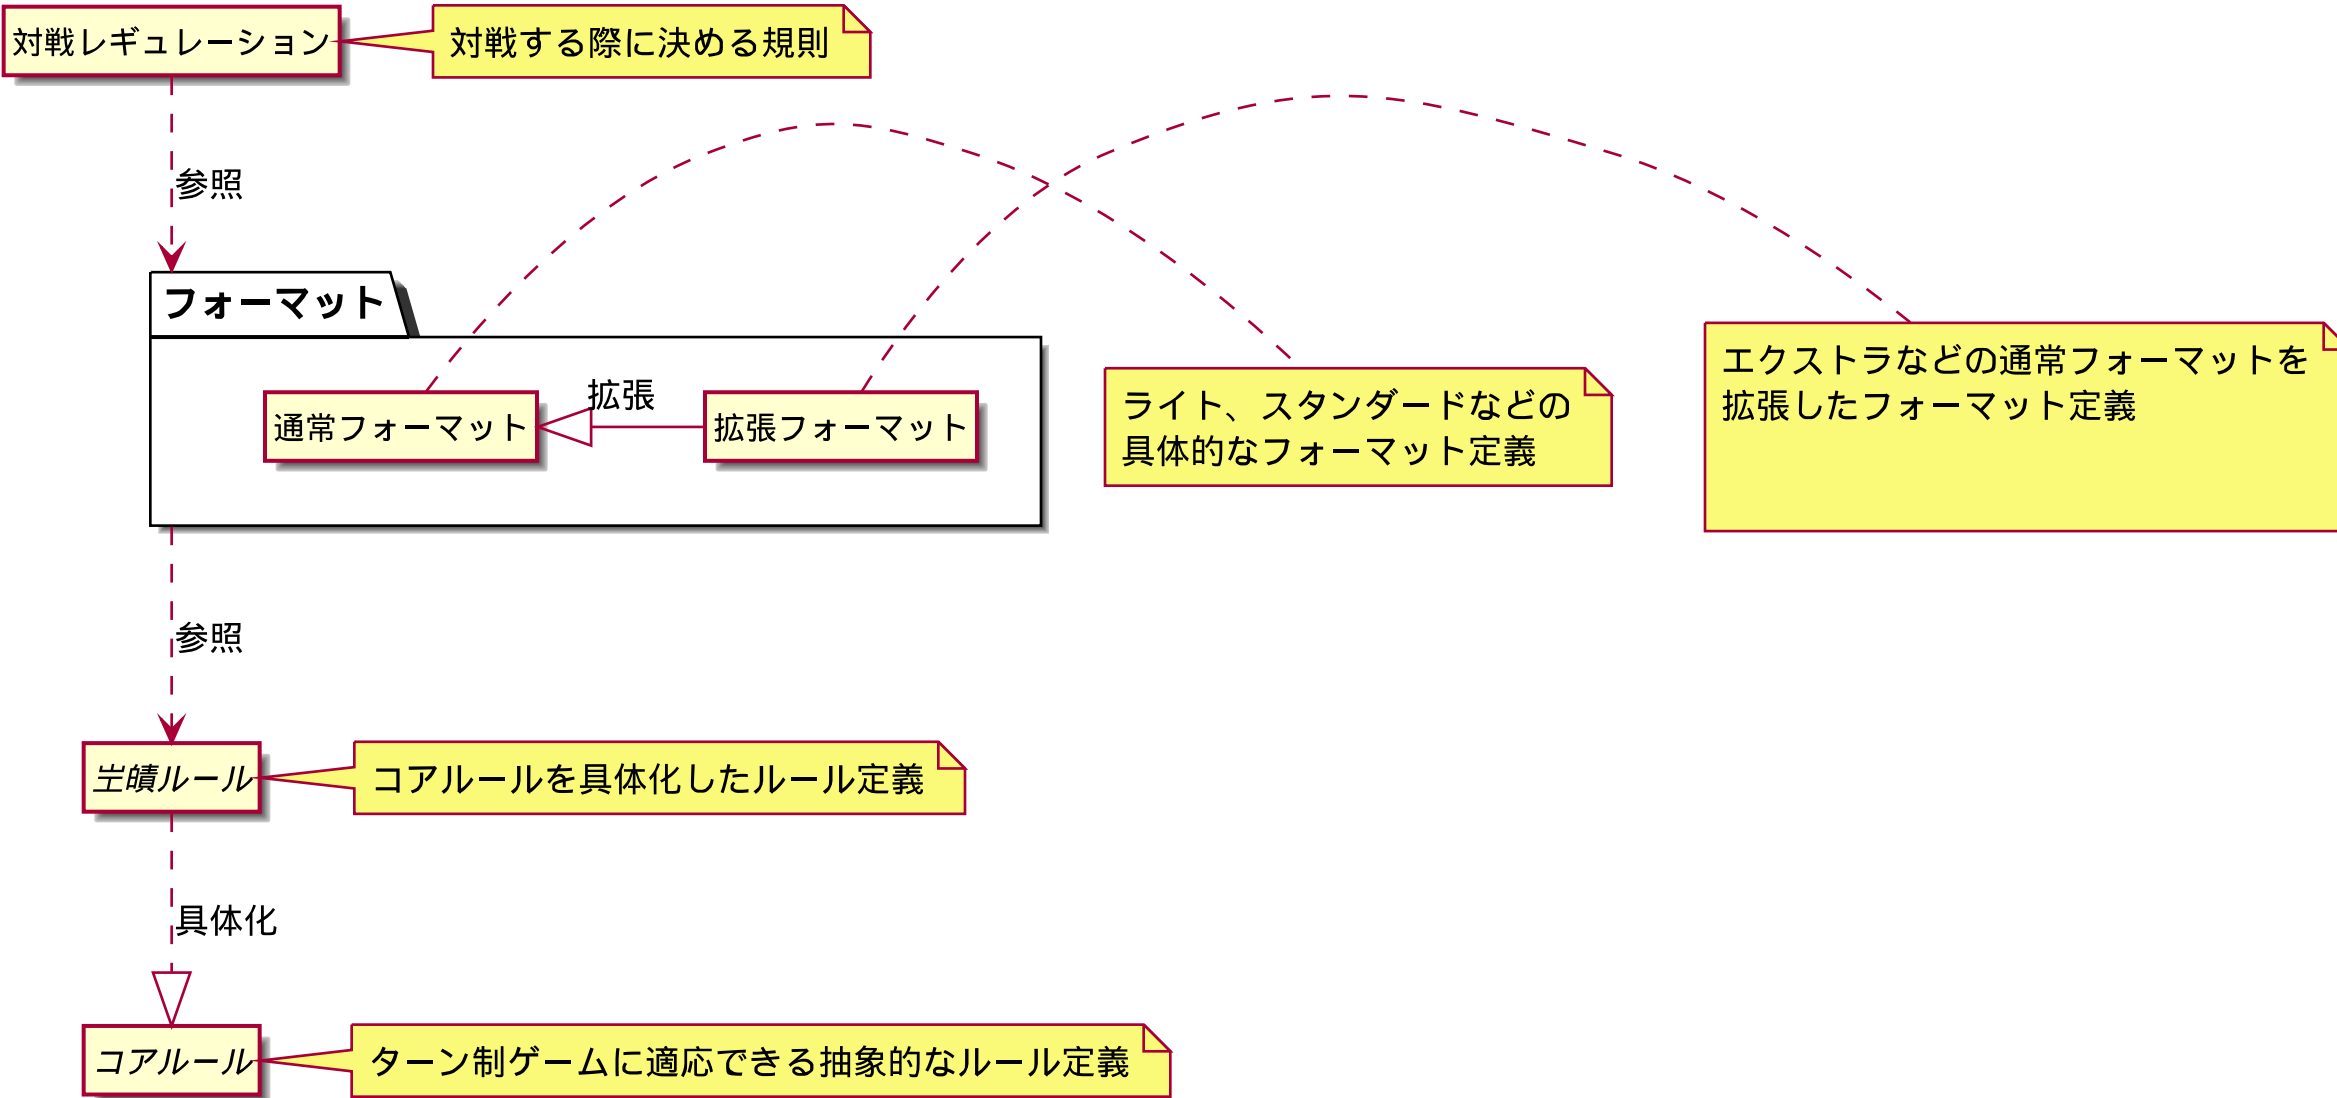 対戦レギュレーション
対戦する際に決める規則
参照
フォーマット
通常フォーマット
拡張
拡張フォーマット
ライト、スタンダードなどの
具体的なフォーマット定義
エクストラなどの通常フォーマットを
拡張したフォーマット定義
参照
ルール
コアルールを具体化したルール定義
具体化
コアルール
ターン制ゲームに適応できる抽象的なルール定義